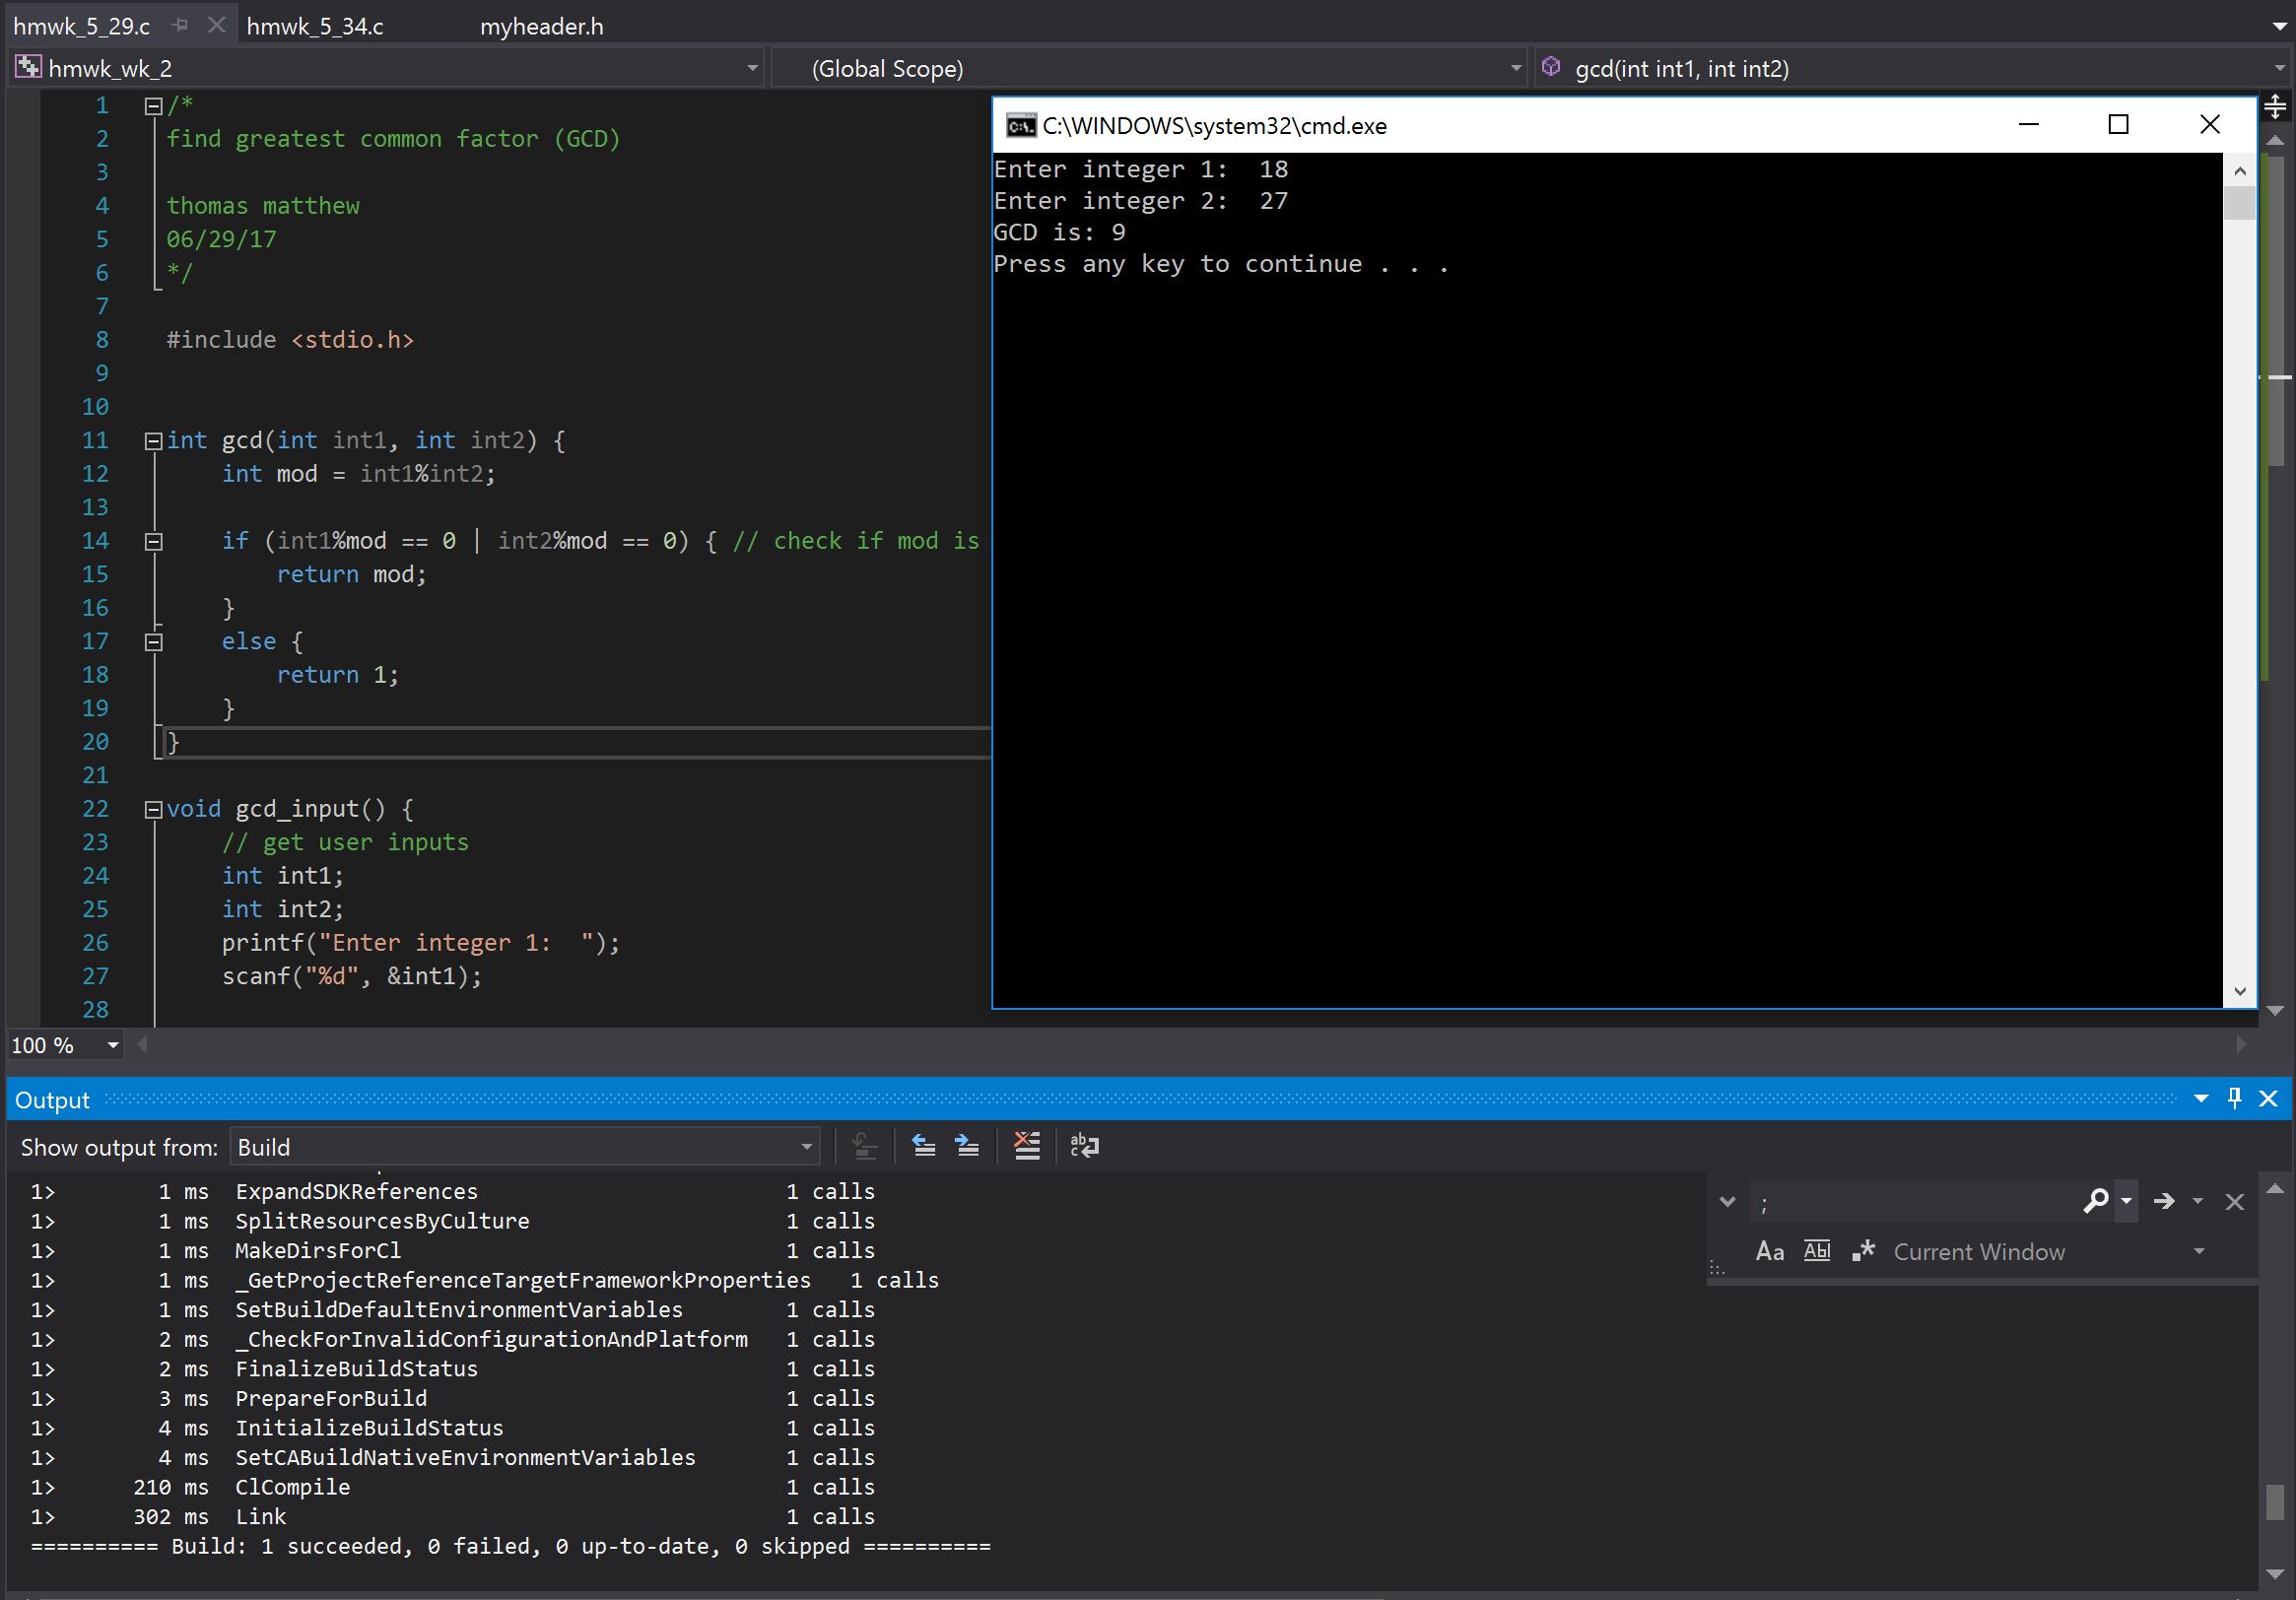 hmwk_5_29.c hmwk_5_34.c myheader.h
hmwk_wk_2 (Global Scope) gcd(int int1, int int2)
1 /*
2 find greatest common factor (GCD)
3
4 thomas matthew
5 06/29/17
6 */
7
8 #include <stdio.h>
9
10
11 int gcd(int int1, int int2) {
12 int mod = int1%int2;
13
14 if (int1%mod == 0 | int2%mod == 0) { // check if mod is
15 return mod;
16 }
17 else {
18 return 1;
19 }
20 }
21
22 void gcd_input() {
23 // get user inputs
24 int int1;
25 int int2;
26 printf("Enter integer 1:  ");
27 scanf("%d", &int1);
28
C:\WINDOWS\system32\cmd.exe
Enter integer 1:  18
Enter integer 2:  27
GCD is: 9
Press any key to continue . . .
100 %
Output
Show output from: Build
1> 1 ms ExpandSDKReferences 1 calls
1> 1 ms SplitResourcesByCulture 1 calls
1> 1 ms MakeDirsForCl 1 calls
1> 1 ms _GetProjectReferenceTargetFrameworkProperties 1 calls
1> 1 ms SetBuildDefaultEnvironmentVariables 1 calls
1> 2 ms _CheckForInvalidConfigurationAndPlatform 1 calls
1> 2 ms FinalizeBuildStatus 1 calls
1> 3 ms PrepareForBuild 1 calls
1> 4 ms InitializeBuildStatus 1 calls
1> 4 ms SetCABuildNativeEnvironmentVariables 1 calls
1> 210 ms ClCompile 1 calls
1> 302 ms Link 1 calls
========== Build: 1 succeeded, 0 failed, 0 up-to-date, 0 skipped ==========
;
Aa Abl .* Current Window